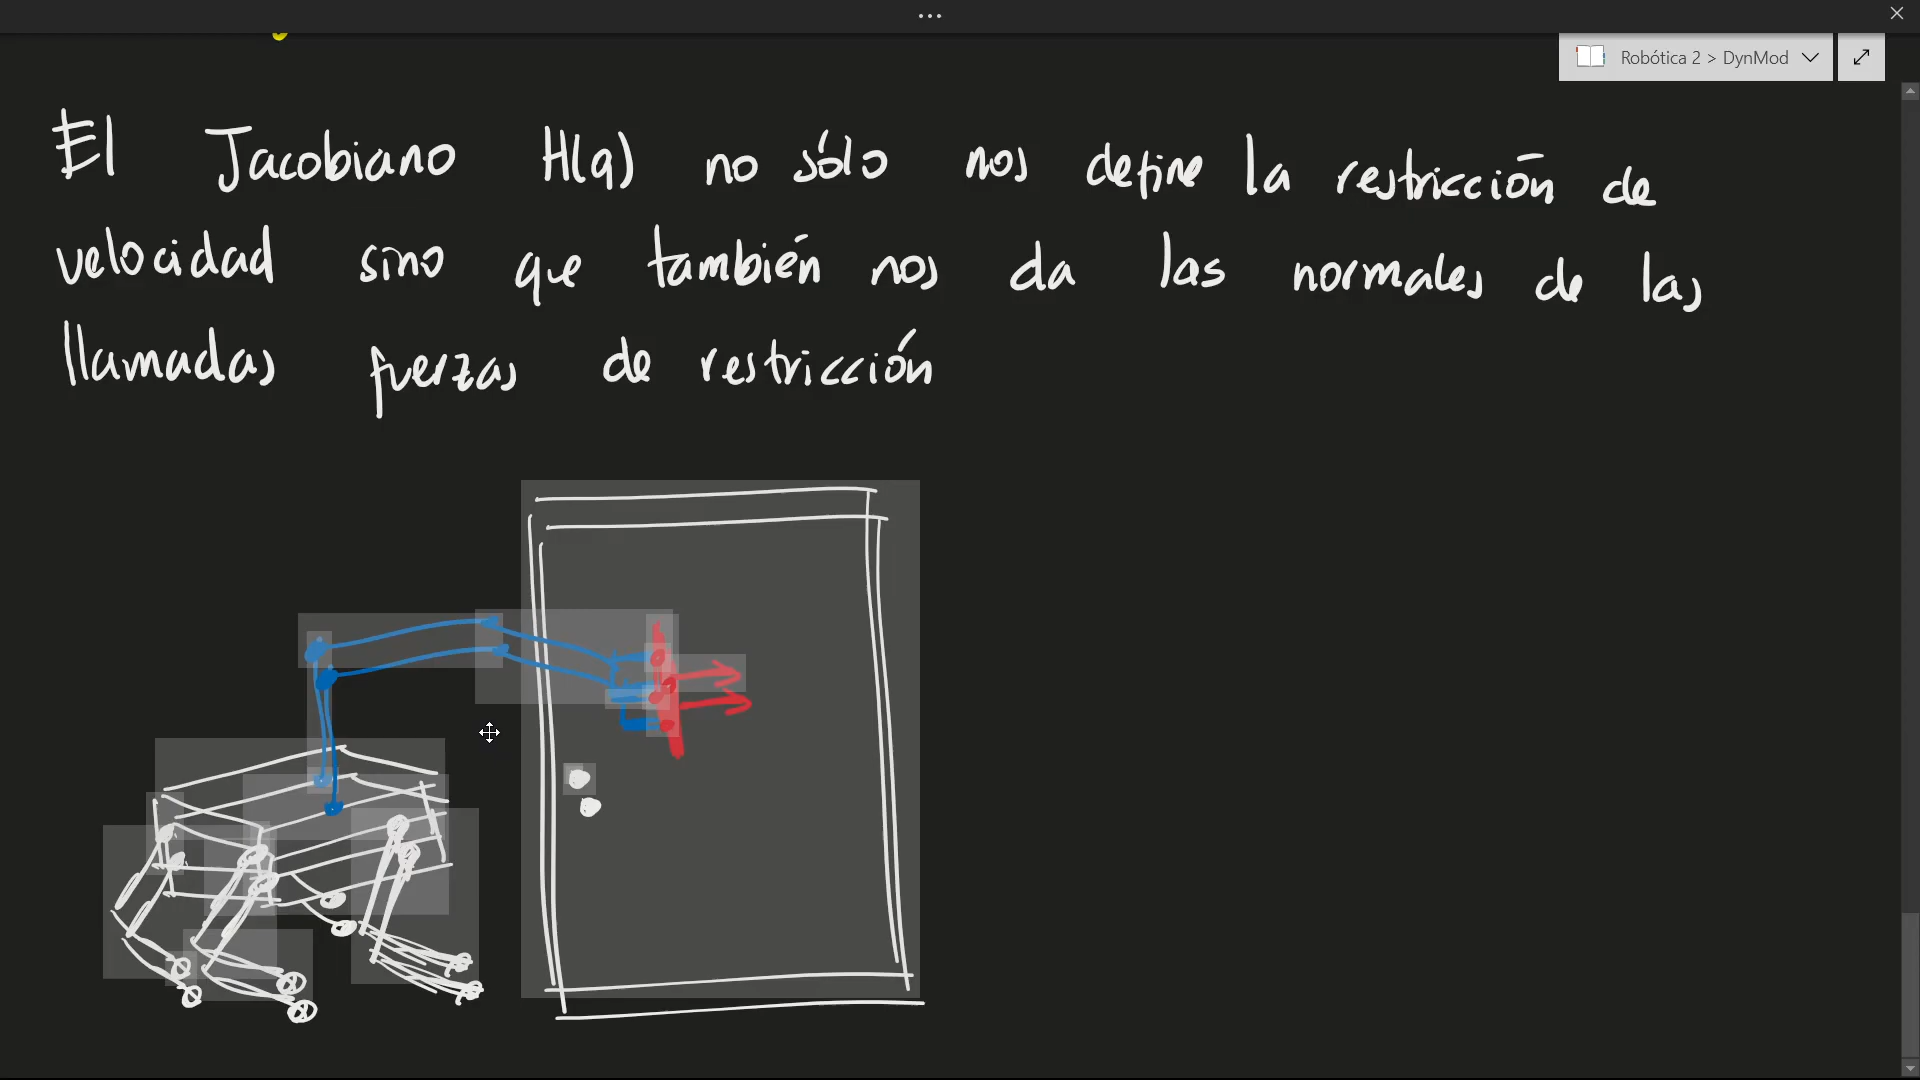 Robótica 2 > DynMod
El Jacobiano H(q) no sólo nos define la restricción de
velocidad sino que también nos da las normales de las
llamadas fuerzas de restricción